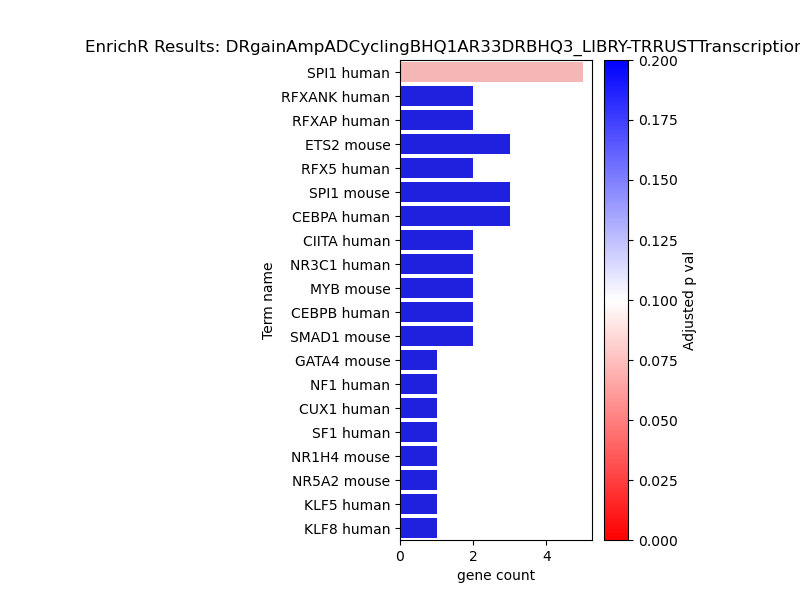 EnrichR Results: DRgainAmpADCyclingBHQ1AR33DRBHQ3_LIBRY-TRRUSTTranscription
SPI1 human
RFXANK human
RFXAP human
ETS2 mouse
RFX5 human
SPI1 mouse
CEBPA human
CIITA human
NR3C1 human
MYB mouse
CEBPB human
SMAD1 mouse
GATA4 mouse
NF1 human
CUX1 human
SF1 human
NR1H4 mouse
NR5A2 mouse
KLF5 human
KLF8 human
Term name
0 2 4
gene count
0.200
0.175
0.150
0.125
0.100
0.075
0.050
0.025
0.000
Adjusted p val